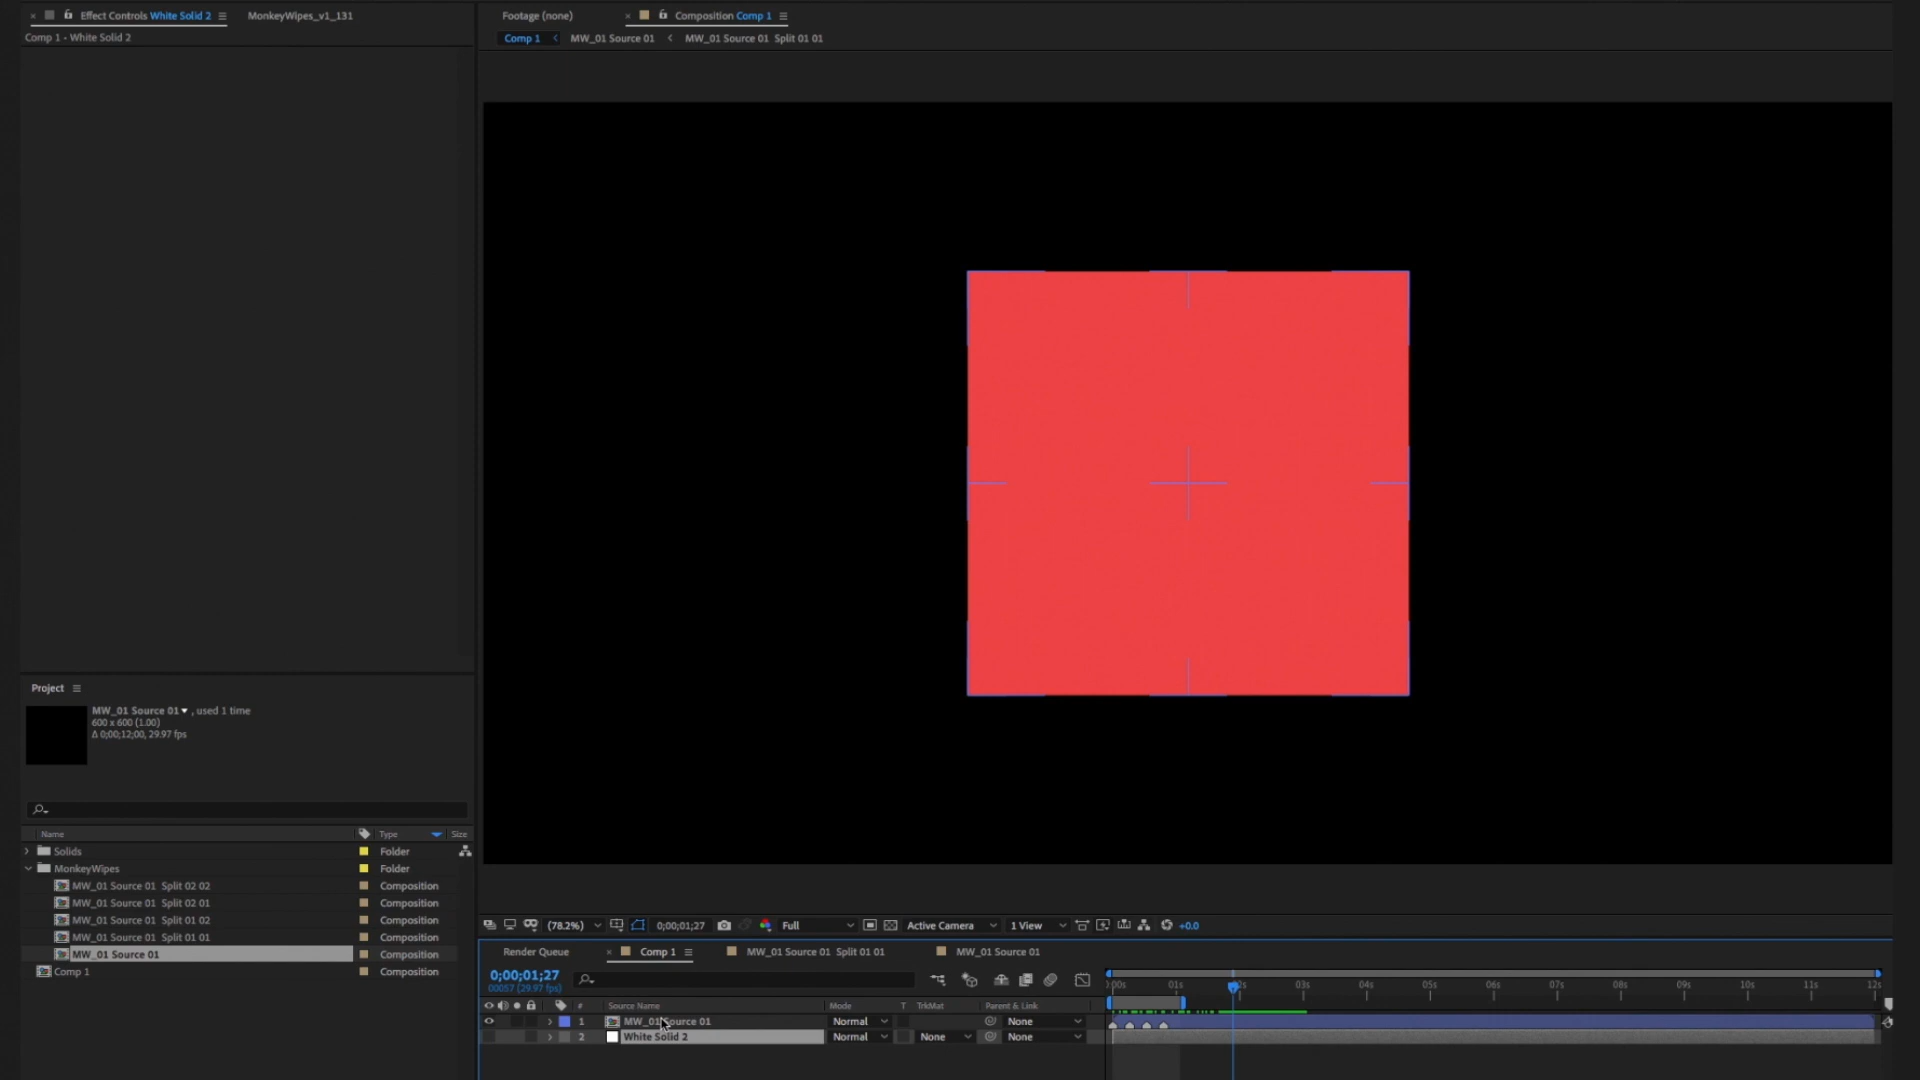 Effect Controls White Solid 2
MonkeyWipes_v1_131
Comp 1 - White Solid 2
Footage (none)
Composition Comp 1
Comp 1
MW_01 Source 01
MW_01 Source 01 Split 01 01
Project
MW_01 Source 01 , used 1 time
600 x 600 (1.00)
Δ 0;00;12;00, 29.97 fps
Name
Type
Size
Solids
Folder
MonkeyWipes
Folder
MW_01 Source 01 Split 02 02
Composition
MW_01 Source 01 Split 02 01
Composition
MW_01 Source 01 Split 01 02
Composition
MW_01 Source 01 Split 01 01
Composition
MW_01 Source 01
Composition
Comp 1
Composition
(78.2%)
0;00;01;27
Full
Active Camera
1 View
+0.0
Render Queue
Comp 1
MW_01 Source 01 Split 01 01
MW_01 Source 01
0;00;01;27
00057 (29.97 fps)
#
Source Name
Mode
T
TrkMat
Parent & Link
1
MW_01 Source 01
Normal
None
2
White Solid 2
Normal
None
None
01s
03s
04s
05s
06s
07s
08s
09s
10s
11s